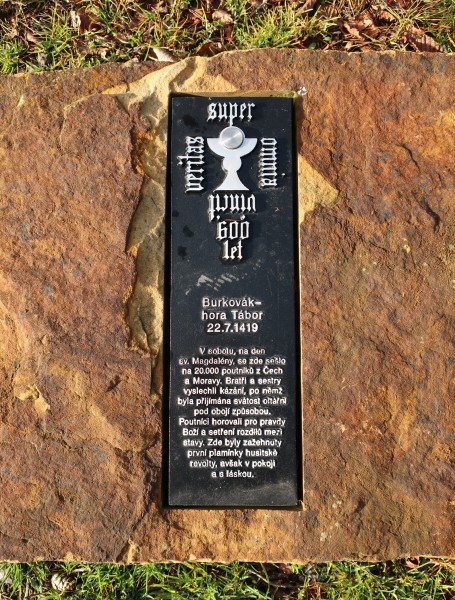 super
veritas
omnia
vincit
600
let
Burkovák–
hora Tábor
22.7.1419
V sobotu, na den
sv. Magdalény, se zde sešlo
na 20.000 poutníků z Čech
a Moravy. Bratři a sestry
vyslechli kázání, po němž
byla přijímána svátost oltářní
pod obojí způsobou.
Poutníci horovali pro pravdy
Boží a setření rozdílů mezi
stavy. Zde byly zažehnuty
první plamínky husitské
revolty, avšak v pokoji
a s láskou.